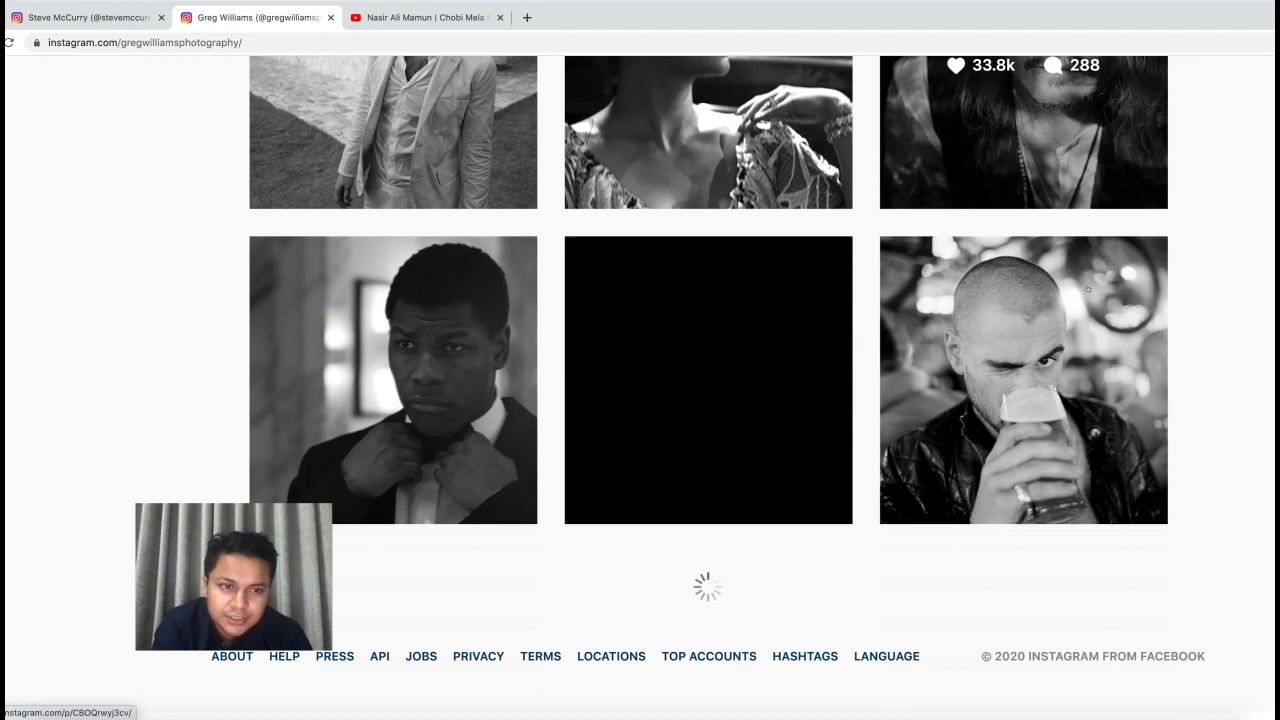 Steve McCurry (@stevemccurr
Greg Williams (@gregwilliamsp
Nasir Ali Mamun | Chobi Mela
instagram.com/gregwilliamsphotography/
33.8k 288
ABOUT HELP PRESS API JOBS PRIVACY TERMS LOCATIONS TOP ACCOUNTS HASHTAGS LANGUAGE © 2020 INSTAGRAM FROM FACEBOOK
nstagram.com/p/CBOQrwyj3cv/